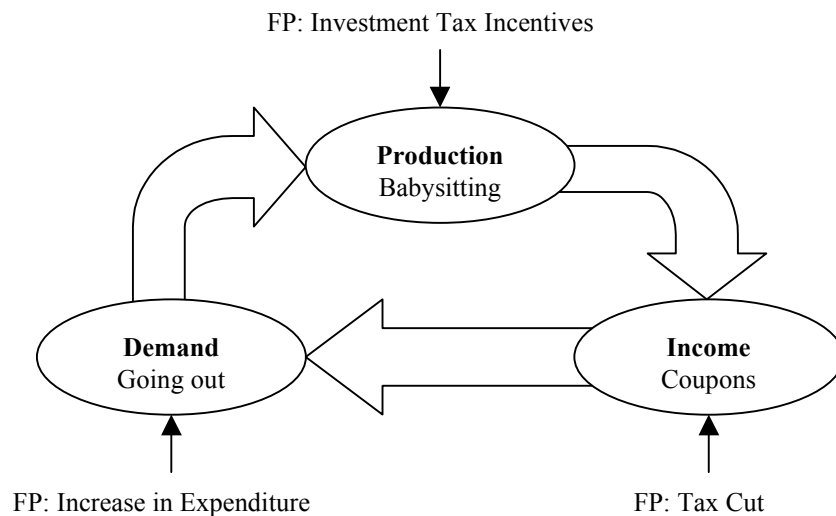 FP: Investment Tax Incentives
Production
Babysitting
Demand
Going out
Income
Coupons
FP: Increase in Expenditure
FP: Tax Cut